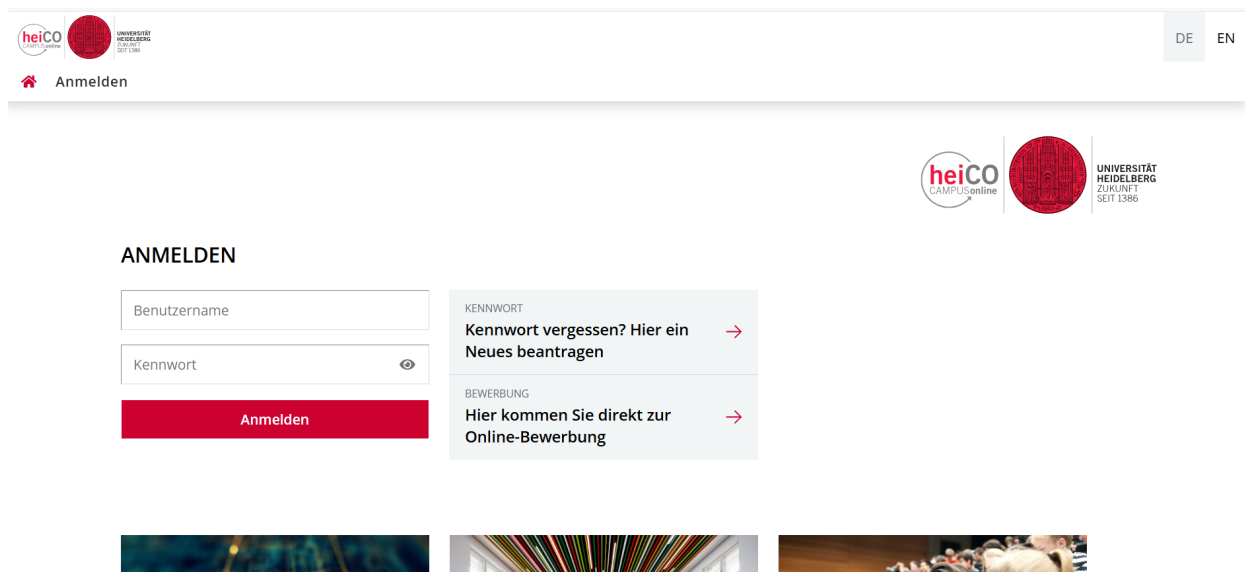 heiCO
CAMPUSonline
UNIVERSITÄT
HEIDELBERG
ZUKUNFT
SEIT 1386
DE EN
Anmelden
heiCO
CAMPUSonline
UNIVERSITÄT
HEIDELBERG
ZUKUNFT
SEIT 1386
ANMELDEN
Benutzername
Kennwort
Anmelden
KENNWORT
Kennwort vergessen? Hier ein
Neues beantragen
BEWERBUNG
Hier kommen Sie direkt zur
Online-Bewerbung